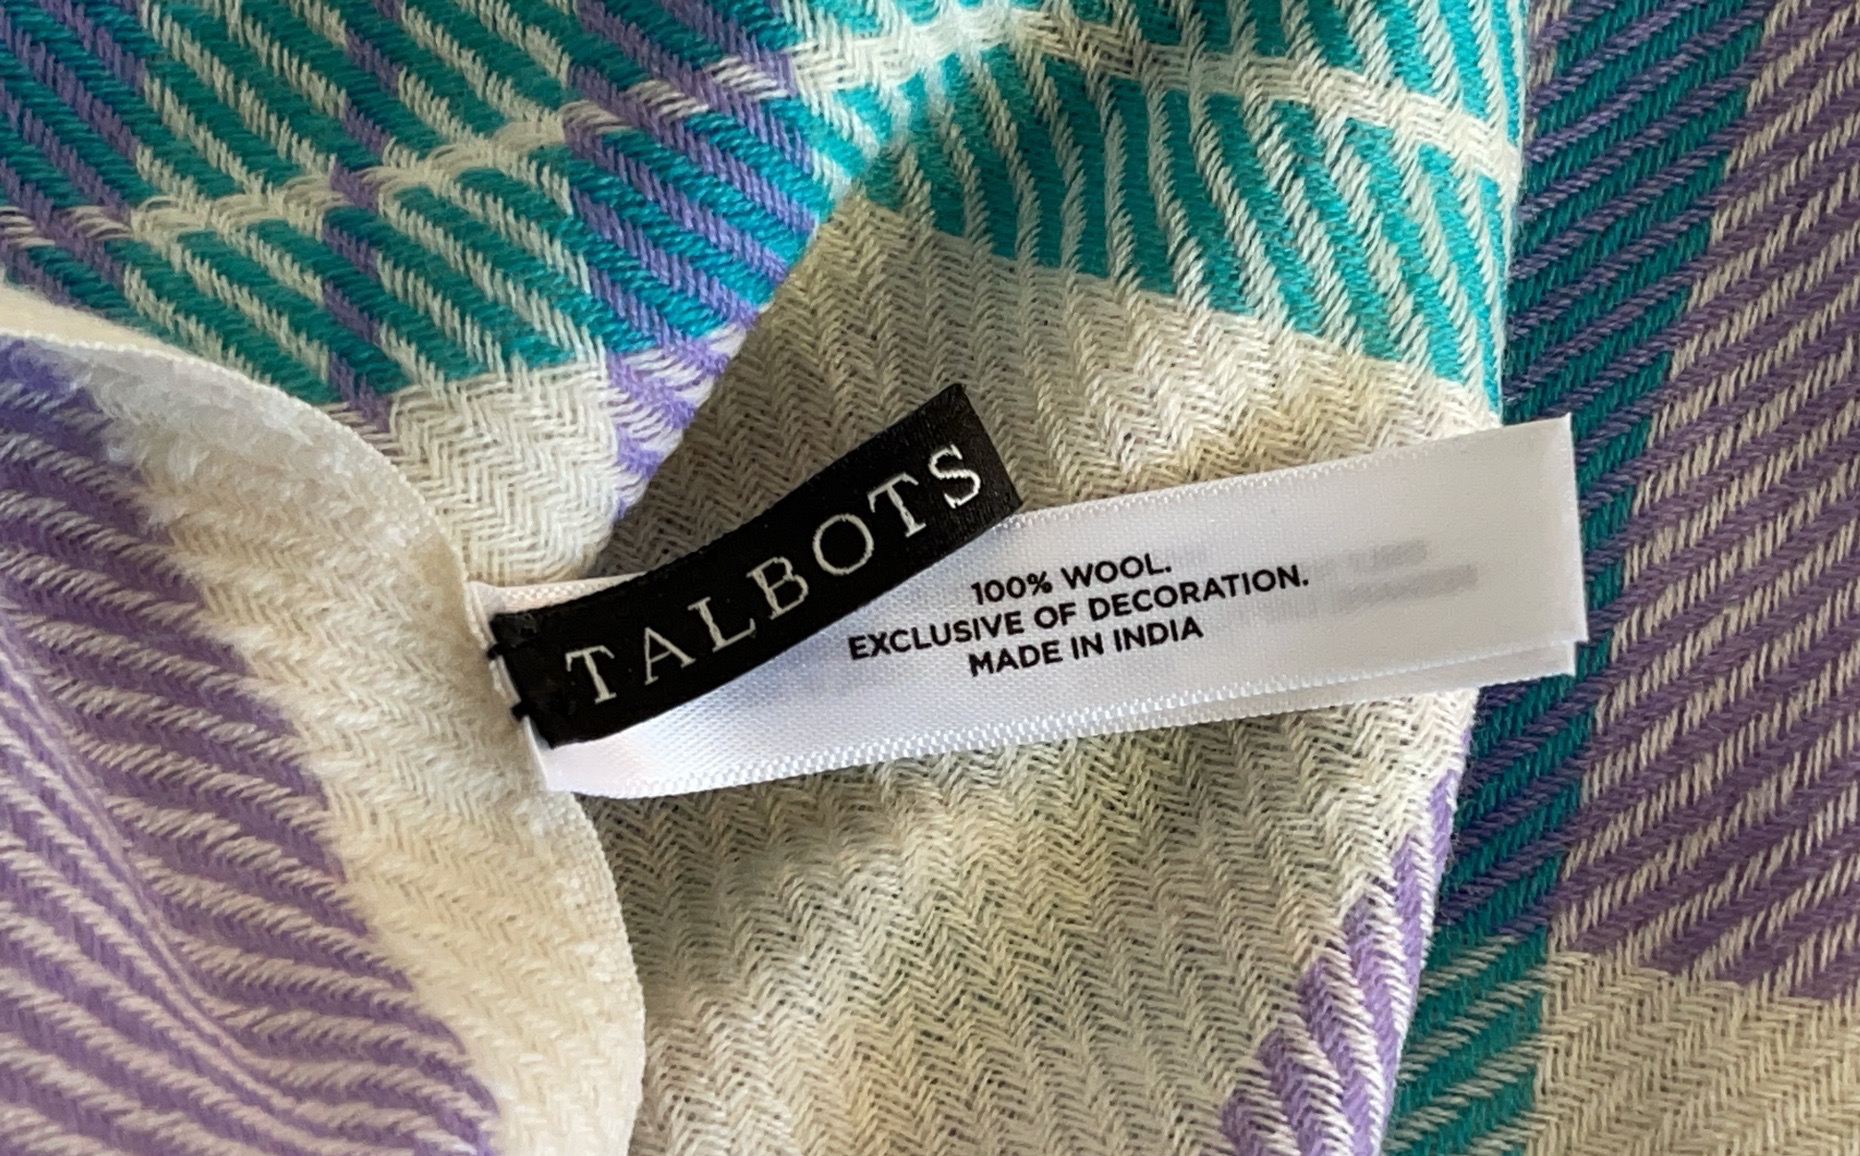 TALBOTS
100% WOOL.
EXCLUSIVE OF DECORATION.
MADE IN INDIA